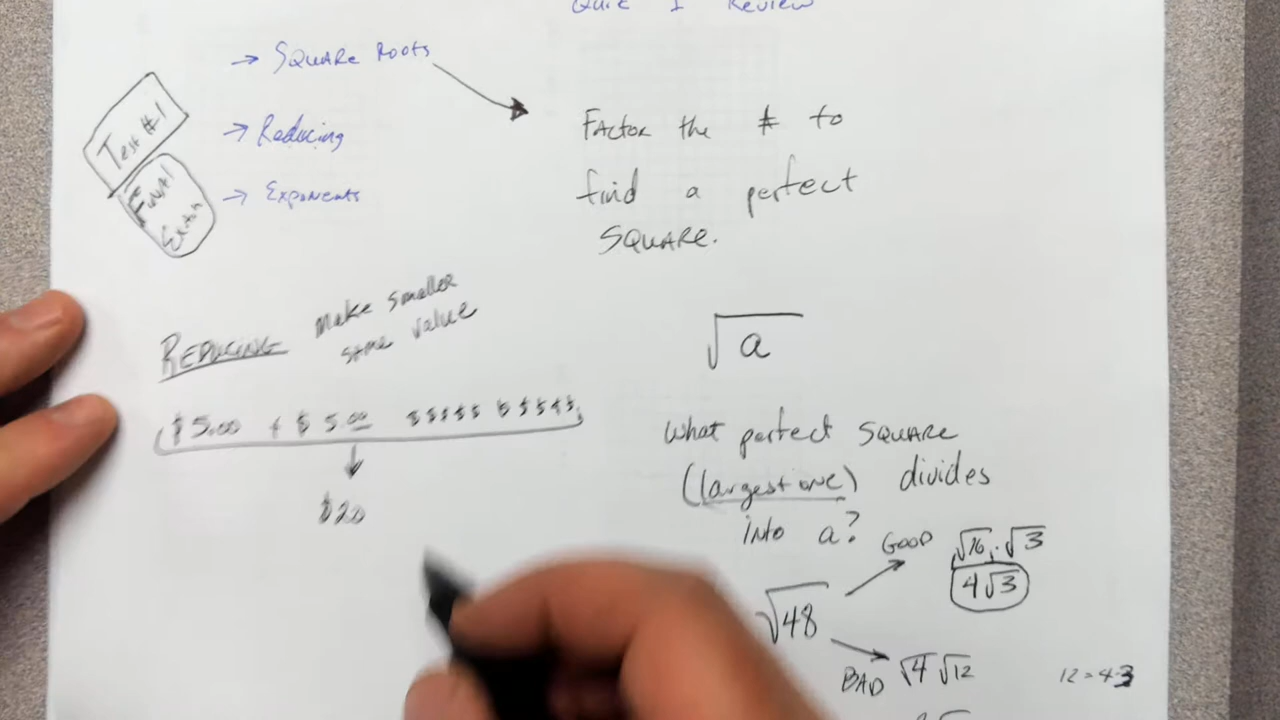 Quiz 1 Review
→ Square Roots
→ Reducing
→ Exponents
Test #1
Final
Exam
Factor the # to
find a perfect
SQUARE.
√a
What perfect SQUARE
(largest one) divides
into a?
REDUCING
make smaller
same value
$5.00 + $5.00 $$$$$ $$$$$
$20
√48
GOOD √16 · √3
4√3
BAD √4 √12
12 = 4·3